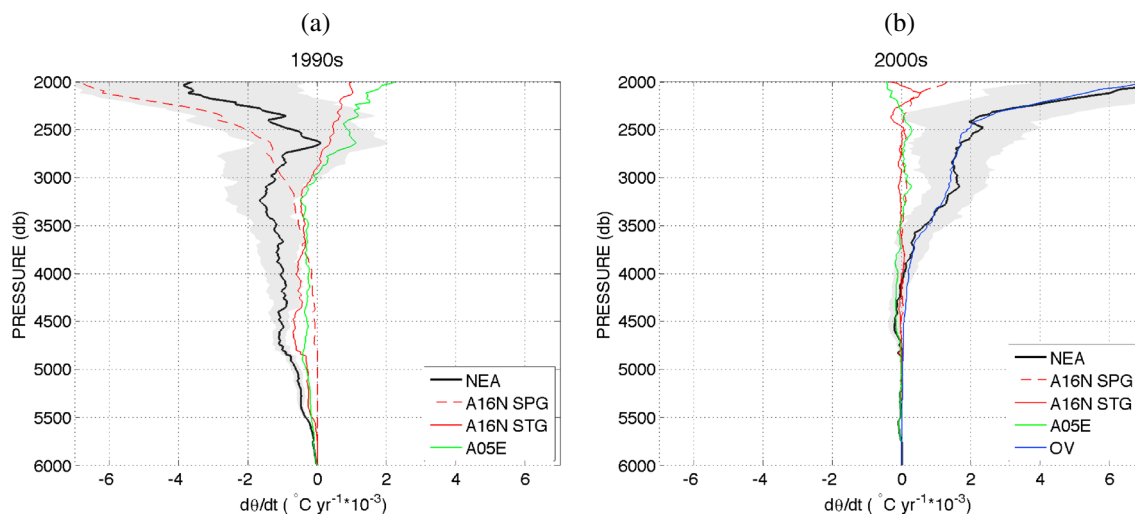 (a)
1990s
2000
2500
3000
3500
4000
4500
5000
5500
6000
PRESSURE (db)
-6 -4 -2 0 2 4 6
dθ/dt ( °C yr⁻¹*10⁻³)
NEA
A16N SPG
A16N STG
A05E
(b)
2000s
2000
2500
3000
3500
4000
4500
5000
5500
6000
PRESSURE (db)
-6 -4 -2 0 2 4 6
dθ/dt ( °C yr⁻¹*10⁻³)
NEA
A16N SPG
A16N STG
A05E
OV